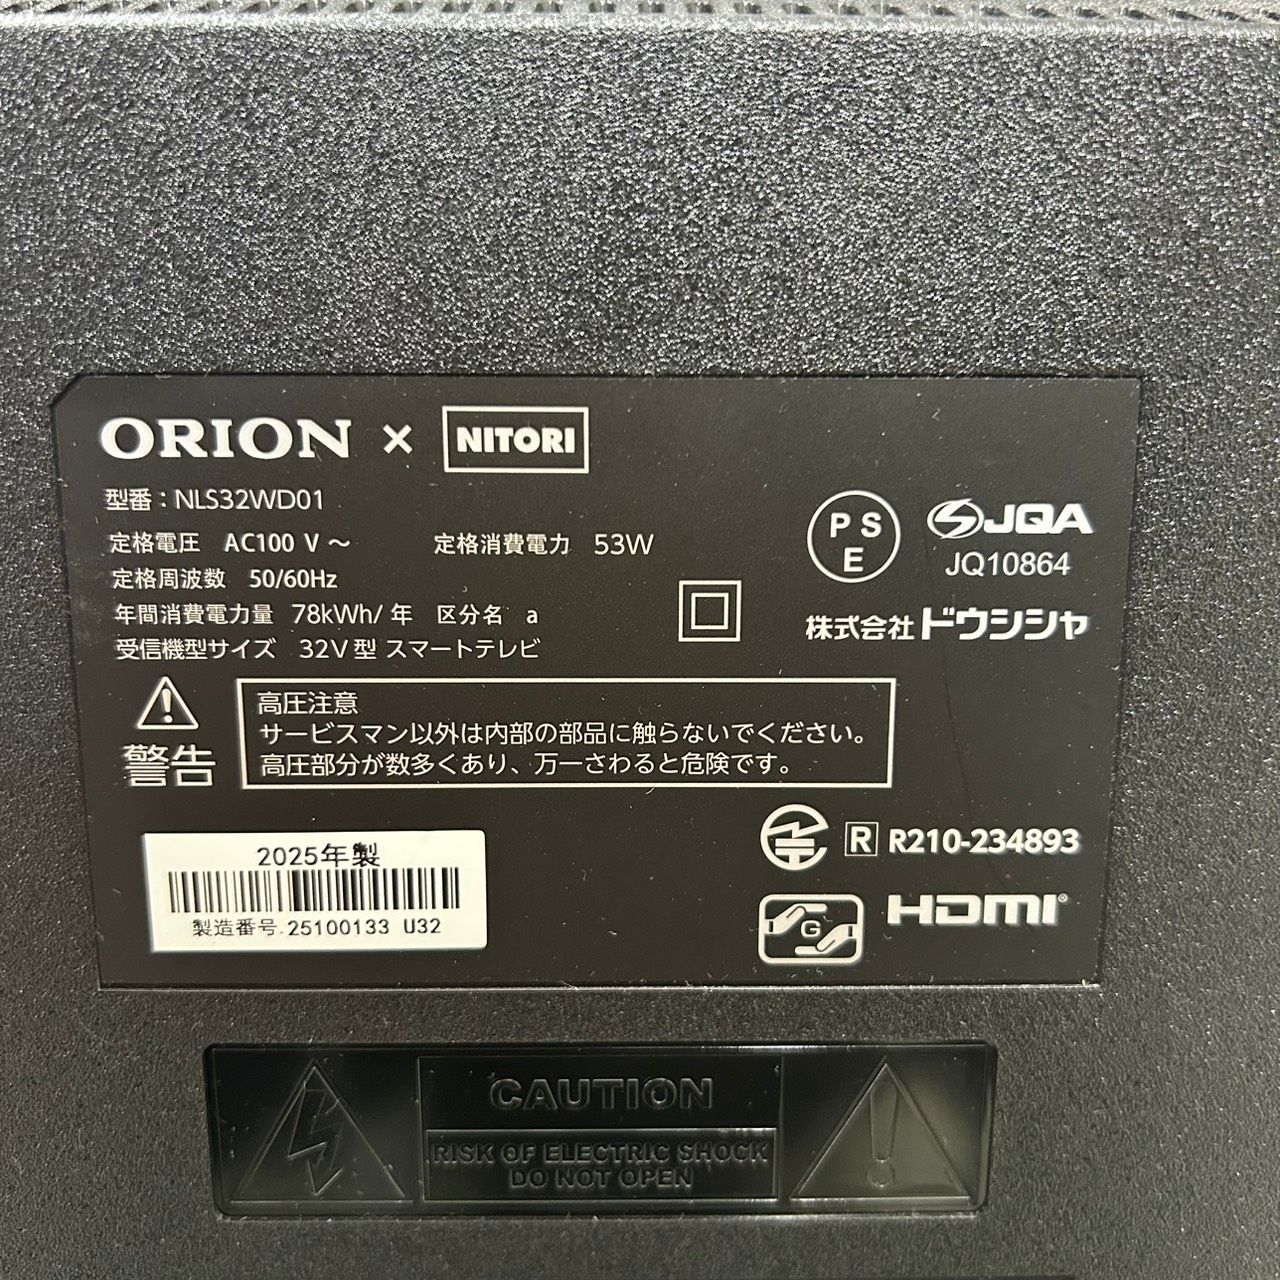 ORION × NITORI
型番：NLS32WD01
定格電圧 AC100 V ～ 定格消費電力 53W
定格周波数 50/60Hz
年間消費電力量 78kWh/ 年 区分名 a
受信機型サイズ 32V 型 スマートテレビ
PS
E
JQA
JQ10864
株式会社ドウシシャ
警告
高圧注意
サービスマン以外は内部の部品に触らないでください。
高圧部分が数多くあり、万一さわると危険です。
2025年製
製造番号.25100133 U32
R R210-234893
G
HDMI®
CAUTION
RISK OF ELECTRIC SHOCK
DO NOT OPEN